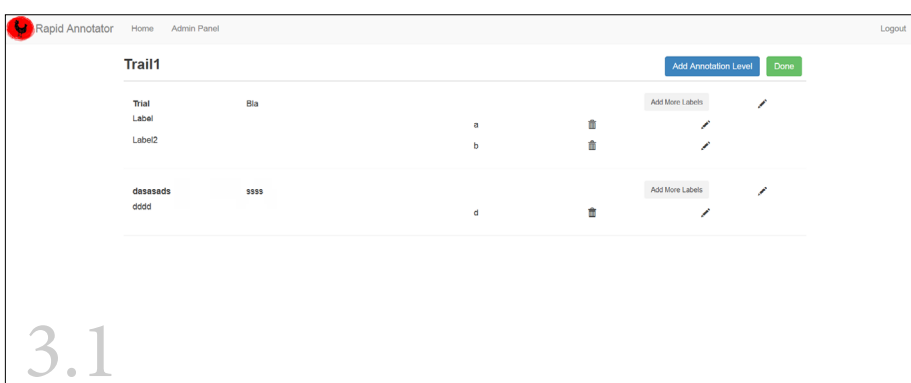 Rapid Annotator Home Admin Panel Logout
Trail1 Add Annotation Level Done
Trial Bla Add More Labels
Label a
Label2 b
dasasads ssss Add More Labels
dddd d
3.1